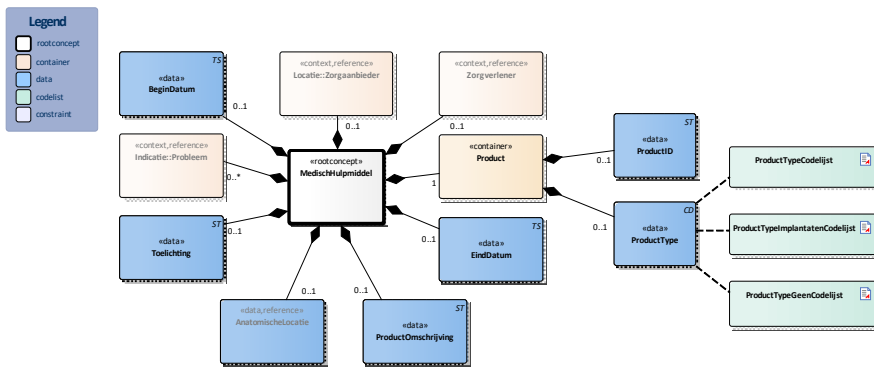 Legend
rootconcept
container
data
codelist
constraint
TS
«data»
BeginDatum
0..1
«context,reference»
Locatie::Zorgaanbieder
0..1
«context,reference»
Zorgverlener
0..1
«context,reference»
Indicatie::Probleem
0..*
«rootconcept»
MedischHulpmiddel
«container»
Product
1
ST
«data»
ProductID
0..1
ProductTypeCodelijst
ST
«data»
Toelichting
0..1
TS
«data»
EindDatum
0..1
CD
«data»
ProductType
0..1
ProductTypeImplantatenCodelijst
ProductTypeGeenCodelijst
«data,reference»
AnatomischeLocatie
0..1
ST
«data»
ProductOmschrijving
0..1